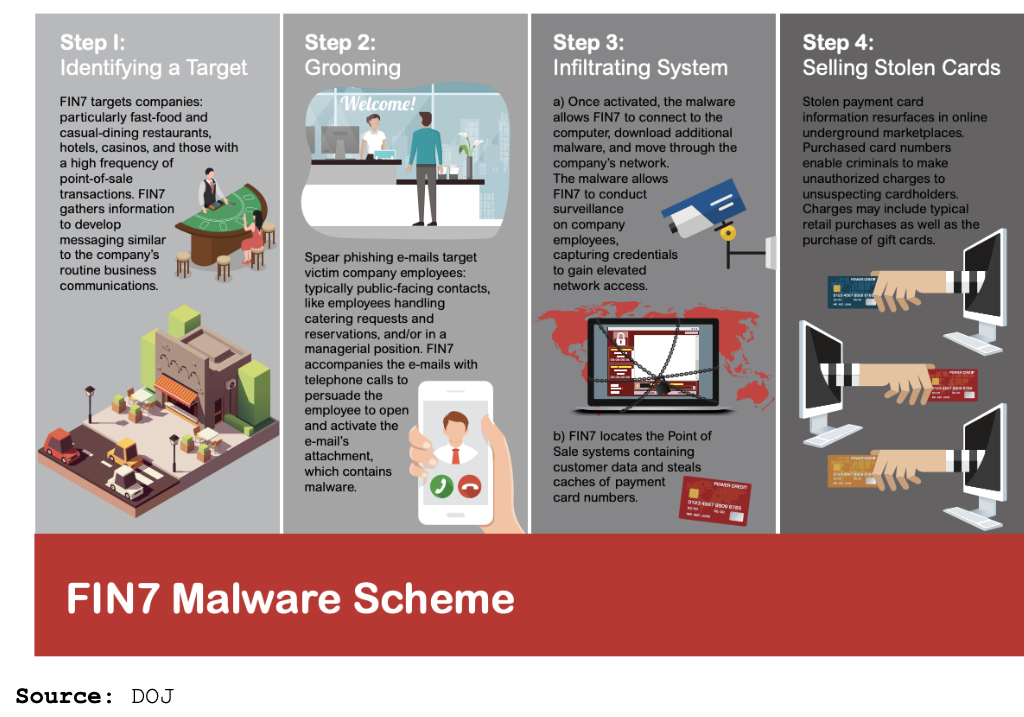 Step 1:
Identifying a Target
FIN7 targets companies:
particularly fast-food and
casual-dining restaurants,
hotels, casinos, and those with
a high frequency of
point-of-sale
transactions. FIN7
gathers information
to develop
messaging similar
to the company's
routine business
communications.
Step 2:
Grooming
Welcome!
Spear phishing e-mails target
victim company employees:
typically public-facing contacts,
like employees handling
catering requests and
reservations, and/or in a
managerial position. FIN7
accompanies the e-mails with
telephone calls to
persuade the
employee to open
and activate the
e-mail's
attachment,
which contains
malware.
Step 3:
Infiltrating System
a) Once activated, the malware
allows FIN7 to connect to the
computer, download additional
malware, and move through the
company's network.
The malware allows
FIN7 to conduct
surveillance
on company
employees,
capturing credentials
to gain elevated
network access.
b) FIN7 locates the Point of
Sale systems containing
customer data and steals
caches of payment
card numbers.
POWER CREDIT
0123 4567 8909 8765
Step 4:
Selling Stolen Cards
Stolen payment card
information resurfaces in online
underground marketplaces.
Purchased card numbers
enable criminals to make
unauthorized charges to
unsuspecting cardholders.
Charges may include typical
retail purchases as well as the
purchase of gift cards.
POWER CREDIT
POWER CREDIT
POWER CREDIT
FIN7 Malware Scheme
Source: DOJ